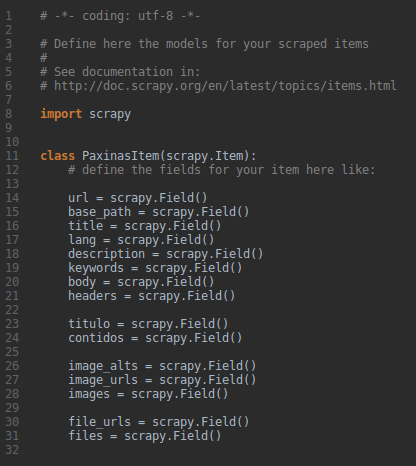 1 # -*- coding: utf-8 -*-
2
3 # Define here the models for your scraped items
4 #
5 # See documentation in:
6 # http://doc.scrapy.org/en/latest/topics/items.html
7
8 import scrapy
9
10
11 class PaxinasItem(scrapy.Item):
12     # define the fields for your item here like:
13
14     url = scrapy.Field()
15     base_path = scrapy.Field()
16     title = scrapy.Field()
17     lang = scrapy.Field()
18     description = scrapy.Field()
19     keywords = scrapy.Field()
20     body = scrapy.Field()
21     headers = scrapy.Field()
22
23     titulo = scrapy.Field()
24     contidos = scrapy.Field()
25
26     image_alts = scrapy.Field()
27     image_urls = scrapy.Field()
28     images = scrapy.Field()
29
30     file_urls = scrapy.Field()
31     files = scrapy.Field()
32